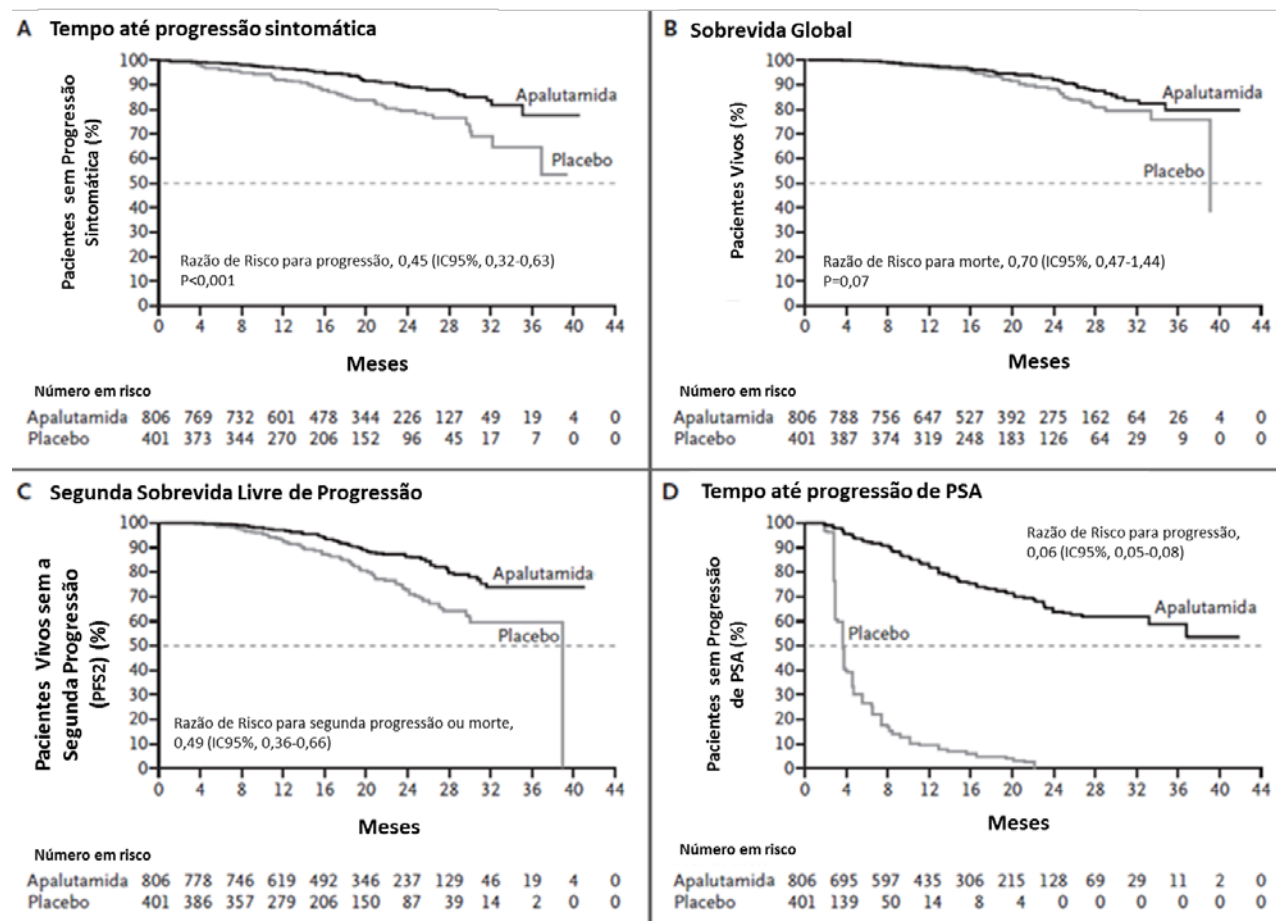 A Tempo até progressão sintomática
Pacientes sem Progressão
Sintomática (%)
100
90
80
70
60
50
40
30
20
10
0
Apalutamida
Placebo
Razão de Risco para progressão, 0,45 (IC95%, 0,32-0,63)
P<0,001
0 4 8 12 16 20 24 28 32 36 40 44
Meses
Número em risco
Apalutamida 806 769 732 601 478 344 226 127 49 19 4 0
Placebo 401 373 344 270 206 152 96 45 17 7 0 0
B Sobrevida Global
Pacientes Vivos (%)
100
90
80
70
60
50
40
30
20
10
0
Apalutamida
Placebo
Razão de Risco para morte, 0,70 (IC95%, 0,47-1,44)
P=0,07
0 4 8 12 16 20 24 28 32 36 40 44
Meses
Número em risco
Apalutamida 806 788 756 647 527 392 275 162 64 26 4 0
Placebo 401 387 374 319 248 183 126 64 29 9 0 0
C Segunda Sobrevida Livre de Progressão
Pacientes Vivos sem a
Segunda Progressão
(PFS2) (%)
100
90
80
70
60
50
40
30
20
10
0
Apalutamida
Placebo
Razão de Risco para segunda progressão ou morte,
0,49 (IC95%, 0,36-0,66)
0 4 8 12 16 20 24 28 32 36 40 44
Meses
Número em risco
Apalutamida 806 778 746 619 492 346 237 129 46 19 4 0
Placebo 401 386 357 279 206 150 87 39 14 2 0 0
D Tempo até progressão de PSA
Pacientes sem Progressão
de PSA (%)
100
90
80
70
60
50
40
30
20
10
0
Razão de Risco para progressão,
0,06 (IC95%, 0,05-0,08)
Apalutamida
Placebo
0 4 8 12 16 20 24 28 32 36 40 44
Meses
Número em risco
Apalutamida 806 695 597 435 306 215 128 69 29 11 2 0
Placebo 401 139 50 14 8 4 0 0 0 0 0 0